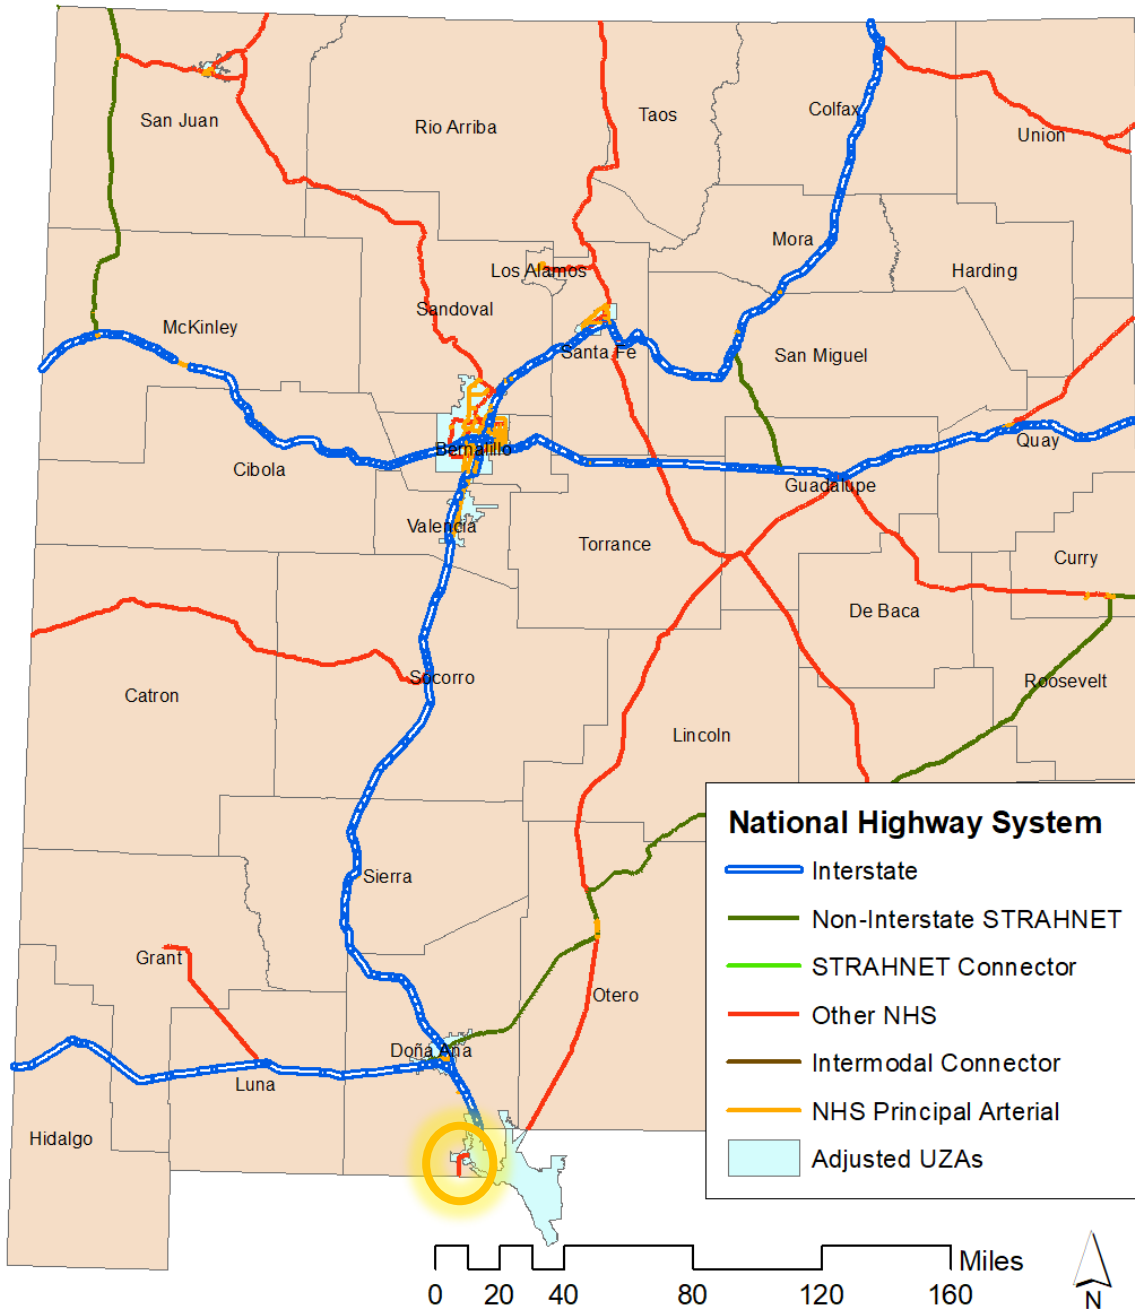 San Juan
Rio Arriba
Taos
Colfax
Union
Mora
Harding
Los Alamos
Sandoval
McKinley
Santa Fe
San Miguel
Quay
Bernalillo
Cibola
Guadalupe
Valencia
Torrance
Curry
De Baca
Socorro
Roosevelt
Catron
Lincoln
National Highway System
Interstate
Non-Interstate STRAHNET
STRAHNET Connector
Other NHS
Intermodal Connector
NHS Principal Arterial
Adjusted UZAs
Sierra
Grant
Otero
Doña Ana
Luna
Hidalgo
Miles
0 20 40 80 120 160
N